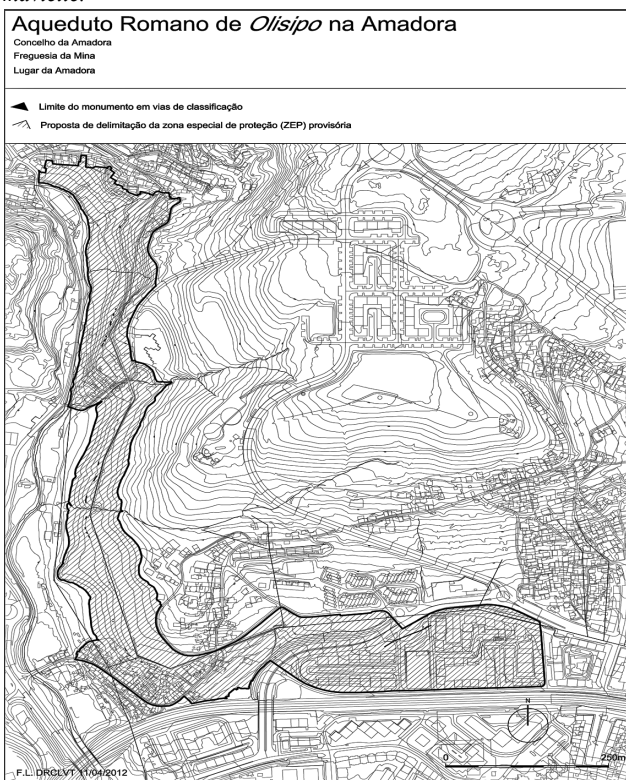 Aqueduto Romano de Olisipo na Amadora
Concelho da Amadora
Freguesia da Mina
Lugar da Amadora
Limite do monumento em vias de classificação
Proposta de delimitação da zona especial de proteção (ZEP) provisória
N
0 250m
F.L. DRCLVT 11/04/2012